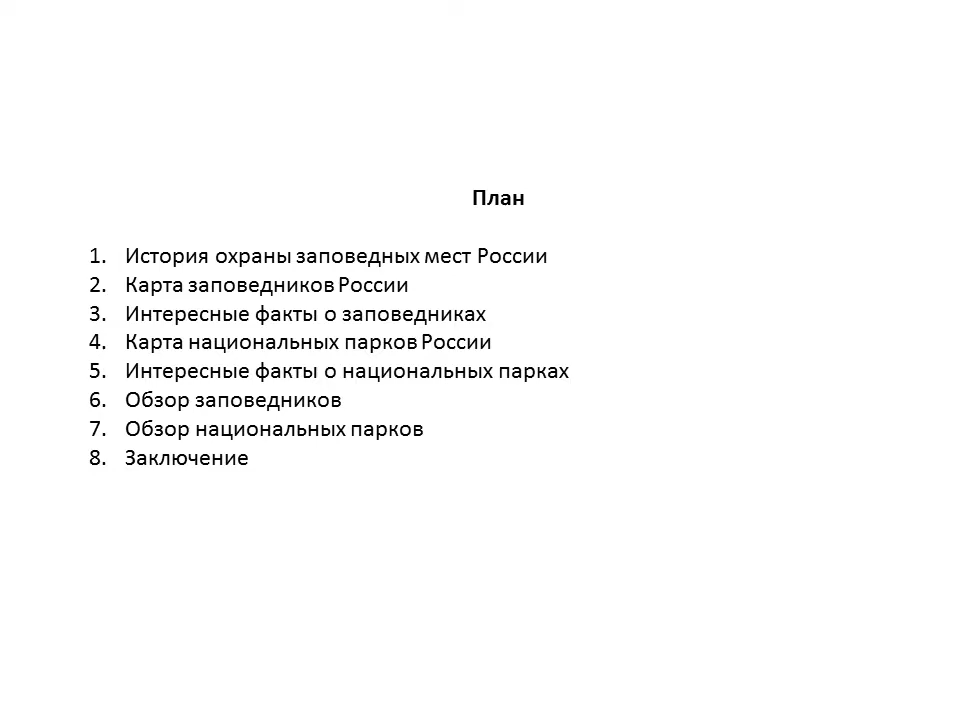 План
1. История охраны заповедных мест России
2. Карта заповедников России
3. Интересные факты о заповедниках
4. Карта национальных парков России
5. Интересные факты о национальных парках
6. Обзор заповедников
7. Обзор национальных парков
8. Заключение